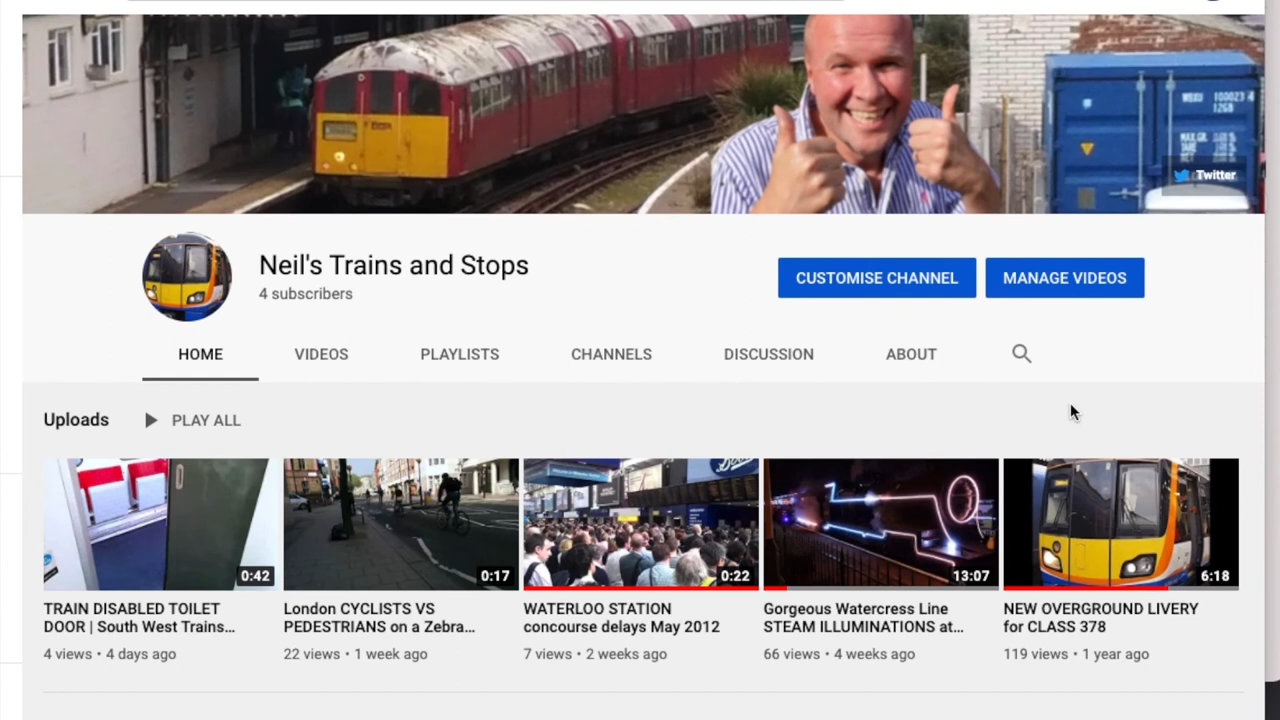 Twitter
Neil's Trains and Stops
4 subscribers
CUSTOMISE CHANNEL
MANAGE VIDEOS
HOME
VIDEOS
PLAYLISTS
CHANNELS
DISCUSSION
ABOUT
Uploads
PLAY ALL
0:42
0:17
0:22
13:07
6:18
TRAIN DISABLED TOILET
DOOR | South West Trains...
4 views • 4 days ago
London CYCLISTS VS
PEDESTRIANS on a Zebra...
22 views • 1 week ago
WATERLOO STATION
concourse delays May 2012
7 views • 2 weeks ago
Gorgeous Watercress Line
STEAM ILLUMINATIONS at...
66 views • 4 weeks ago
NEW OVERGROUND LIVERY
for CLASS 378
119 views • 1 year ago